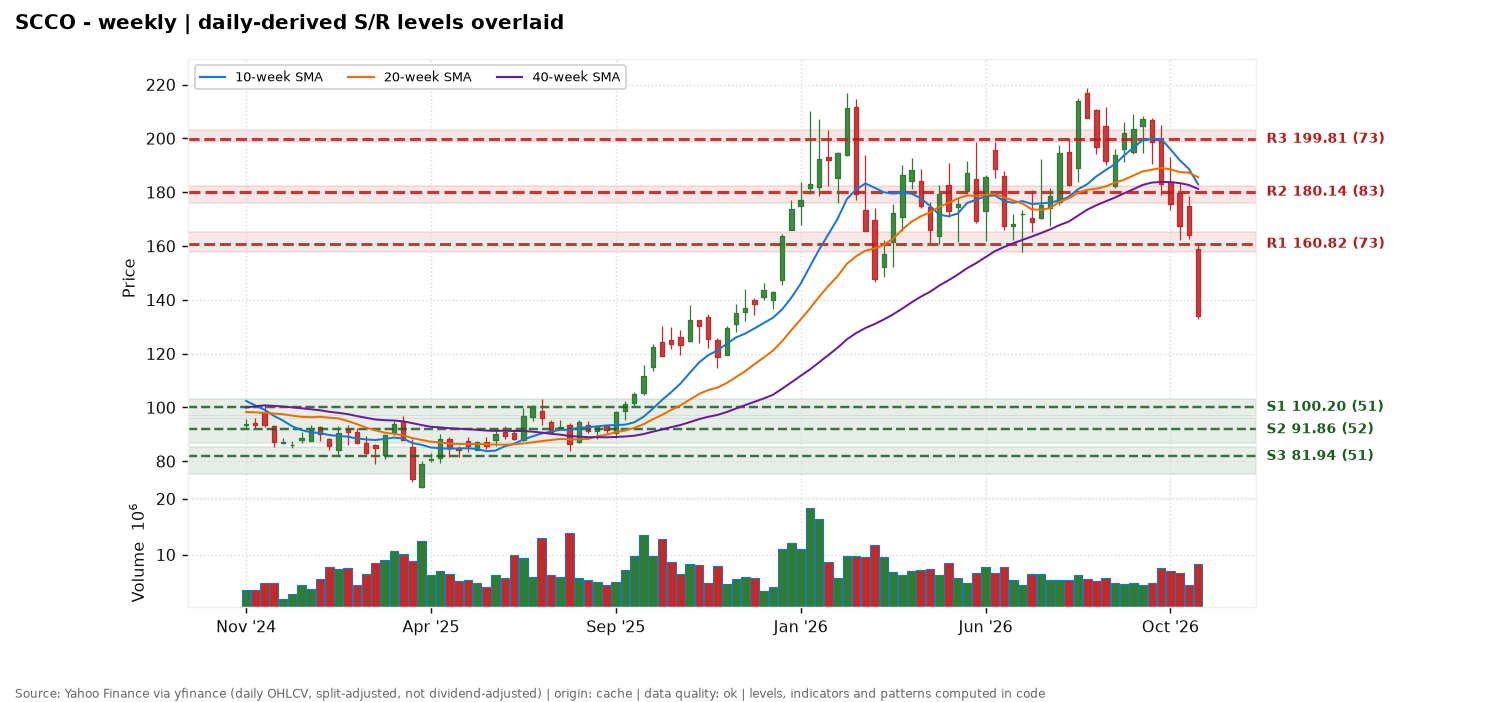 SCCO - weekly | daily-derived S/R levels overlaid
10-week SMA
20-week SMA
40-week SMA
Price
220
200
180
160
140
120
100
80
R3 199.81 (73)
R2 180.14 (83)
R1 160.82 (73)
S1 100.20 (51)
S2 91.86 (52)
S3 81.94 (51)
Volume 10⁶
20
10
Nov '24
Apr '25
Sep '25
Jan '26
Jun '26
Oct '26
Source: Yahoo Finance via yfinance (daily OHLCV, split-adjusted, not dividend-adjusted) | origin: cache | data quality: ok | levels, indicators and patterns computed in code